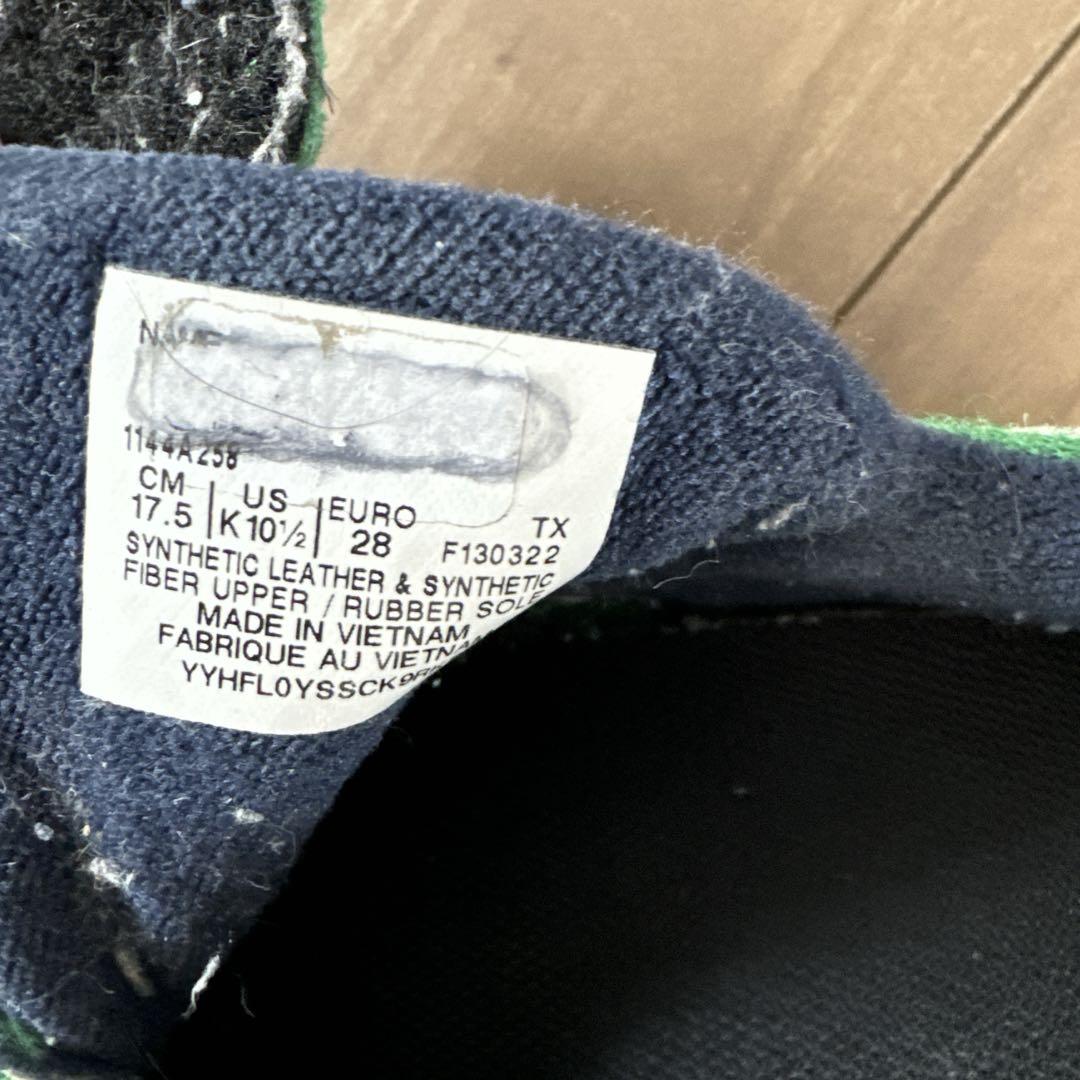 NAME
1144A258
CM US EURO TX
17.5 K10½ 28 F130322
SYNTHETIC LEATHER & SYNTHETIC
FIBER UPPER / RUBBER SOLE
MADE IN VIETNAM
FABRIQUE AU VIETNAM